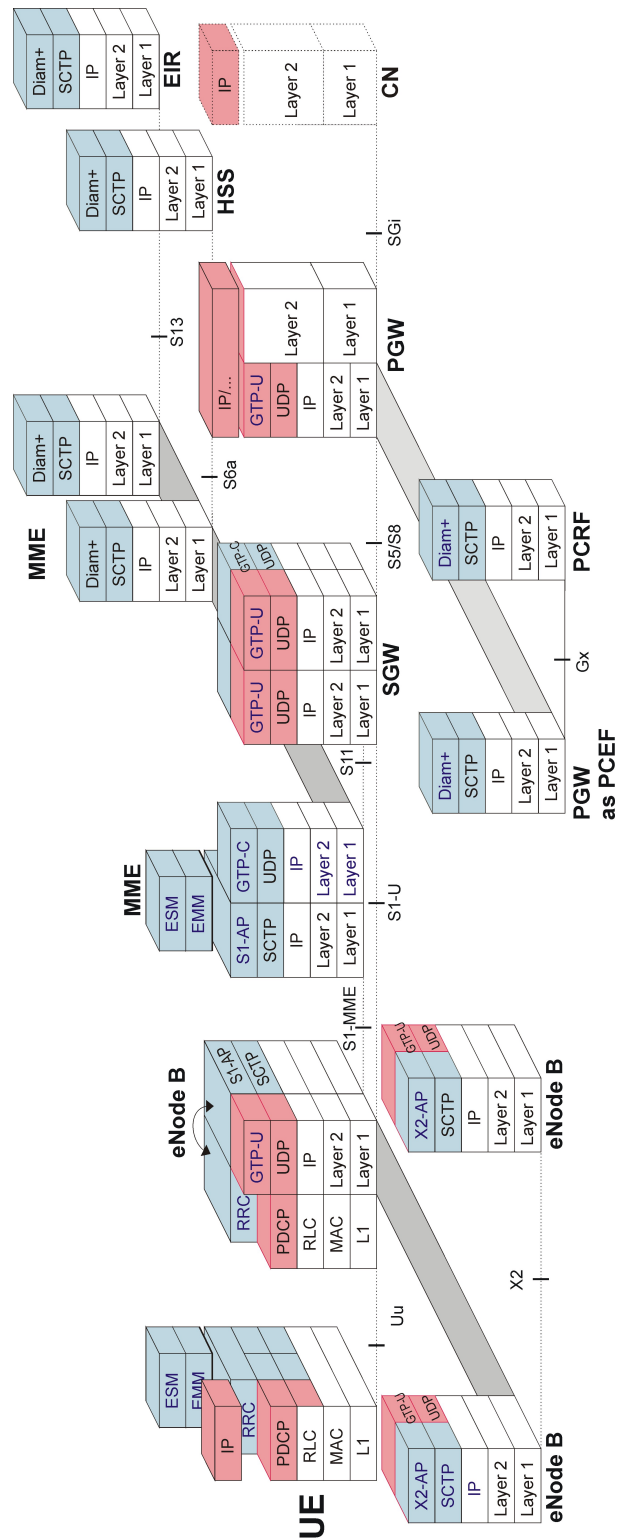 UE
ESM
EMM
IP
RRC
PDCP
RLC
MAC
L1
Uu
eNode B
RRC
PDCP
RLC
MAC
L1
GTP-U
UDP
IP
Layer 2
Layer 1
S1-AP
SCTP
S1-MME
S1-U
MME
ESM
EMM
S1-AP
SCTP
IP
Layer 2
Layer 1
GTP-C
UDP
IP
Layer 2
Layer 1
S11
SGW
GTP-U
UDP
IP
Layer 2
Layer 1
GTP-U
UDP
IP
Layer 2
Layer 1
GTP-C
UDP
S5/S8
MME
Diam+
SCTP
IP
Layer 2
Layer 1
Diam+
SCTP
IP
Layer 2
Layer 1
S6a
S13
PGW
IP/...
GTP-U
UDP
IP
Layer 2
Layer 1
Layer 2
Layer 1
SGi
HSS
Diam+
SCTP
IP
Layer 2
Layer 1
EIR
Diam+
SCTP
IP
Layer 2
Layer 1
CN
IP
Layer 2
Layer 1
eNode B
X2-AP
SCTP
IP
Layer 2
Layer 1
GTP-U
UDP
X2
eNode B
X2-AP
SCTP
IP
Layer 2
Layer 1
GTP-U
UDP
PGW
as PCEF
Diam+
SCTP
IP
Layer 2
Layer 1
Gx
PCRF
Diam+
SCTP
IP
Layer 2
Layer 1